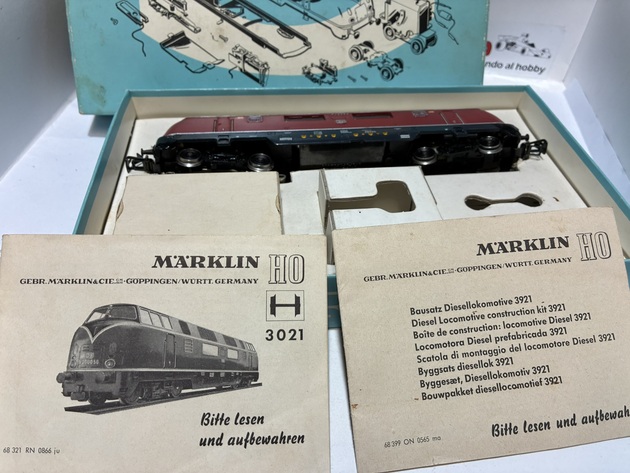 ndo al hobby
MÄRKLIN HO
GEBR. MÄRKLIN & CIE. GÖPPINGEN/WÜRTT. GERMANY
3021
Bitte lesen
und aufbewahren
68 321 RN 0866 ju
MÄRKLIN HO
GEBR. MÄRKLIN & CIE. GÖPPINGEN/WÜRTT. GERMANY
Bausatz Diesellokomotive 3921
Diesel Locomotive construction kit 3921
Boîte de construction: locomotive Diesel 3921
Locomotora Diesel prefabricada 3921
Scatola di montaggio del locomotore Diesel 3921
Byggsats diesellok 3921
Byggesæt, Diesellokomotiv 3921
Bouwpakket diesellocomotief 3921
Bitte lesen
und aufbewah
68 399 ON 0565 ma